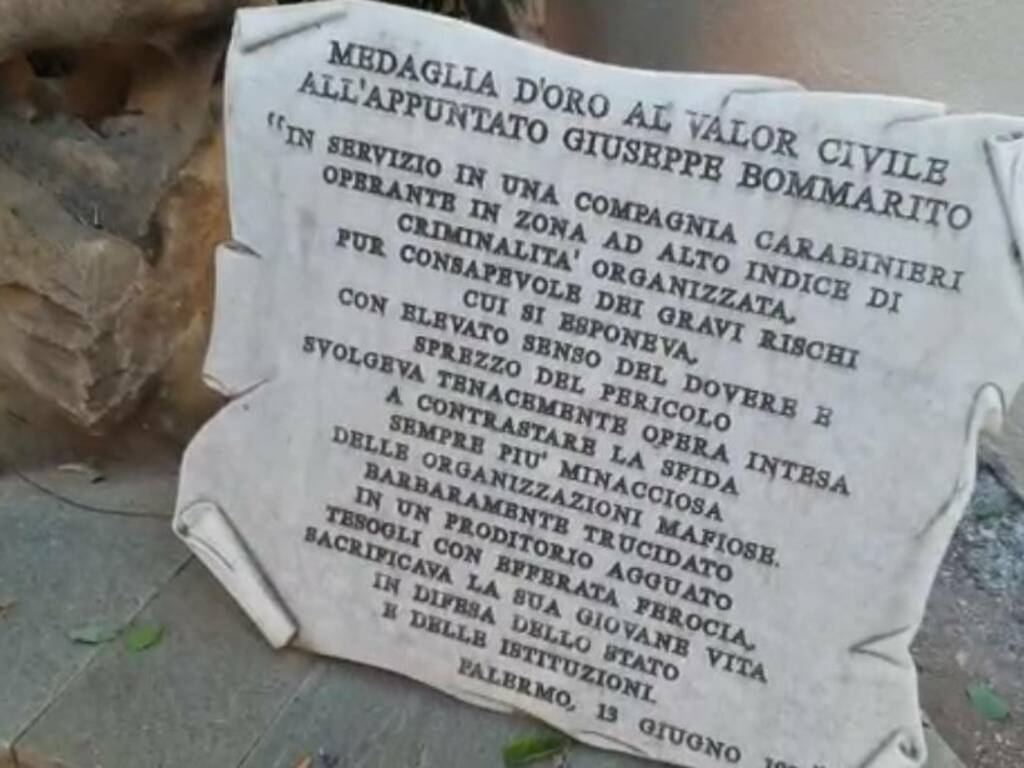 MEDAGLIA D'ORO AL VALOR CIVILE
ALL'APPUNTATO GIUSEPPE BOMMARITO
"IN SERVIZIO IN UNA COMPAGNIA CARABINIERI
OPERANTE IN ZONA AD ALTO INDICE DI
CRIMINALITA' ORGANIZZATA,
PUR CONSAPEVOLE DEI GRAVI RISCHI
CUI SI ESPONEVA,
CON ELEVATO SENSO DEL DOVERE E
SPREZZO DEL PERICOLO
SVOLGEVA TENACEMENTE OPERA INTESA
A CONTRASTARE LA SFIDA
SEMPRE PIU' MINACCIOSA
DELLE ORGANIZZAZIONI MAFIOSE.
BARBARAMENTE TRUCIDATO
IN UN PRODITORIO AGGUATO
TESOGLI CON EFFERATA FEROCIA,
SACRIFICAVA LA SUA GIOVANE VITA
IN DIFESA DELLO STATO
E DELLE ISTITUZIONI.
PALERMO, 13 GIUGNO